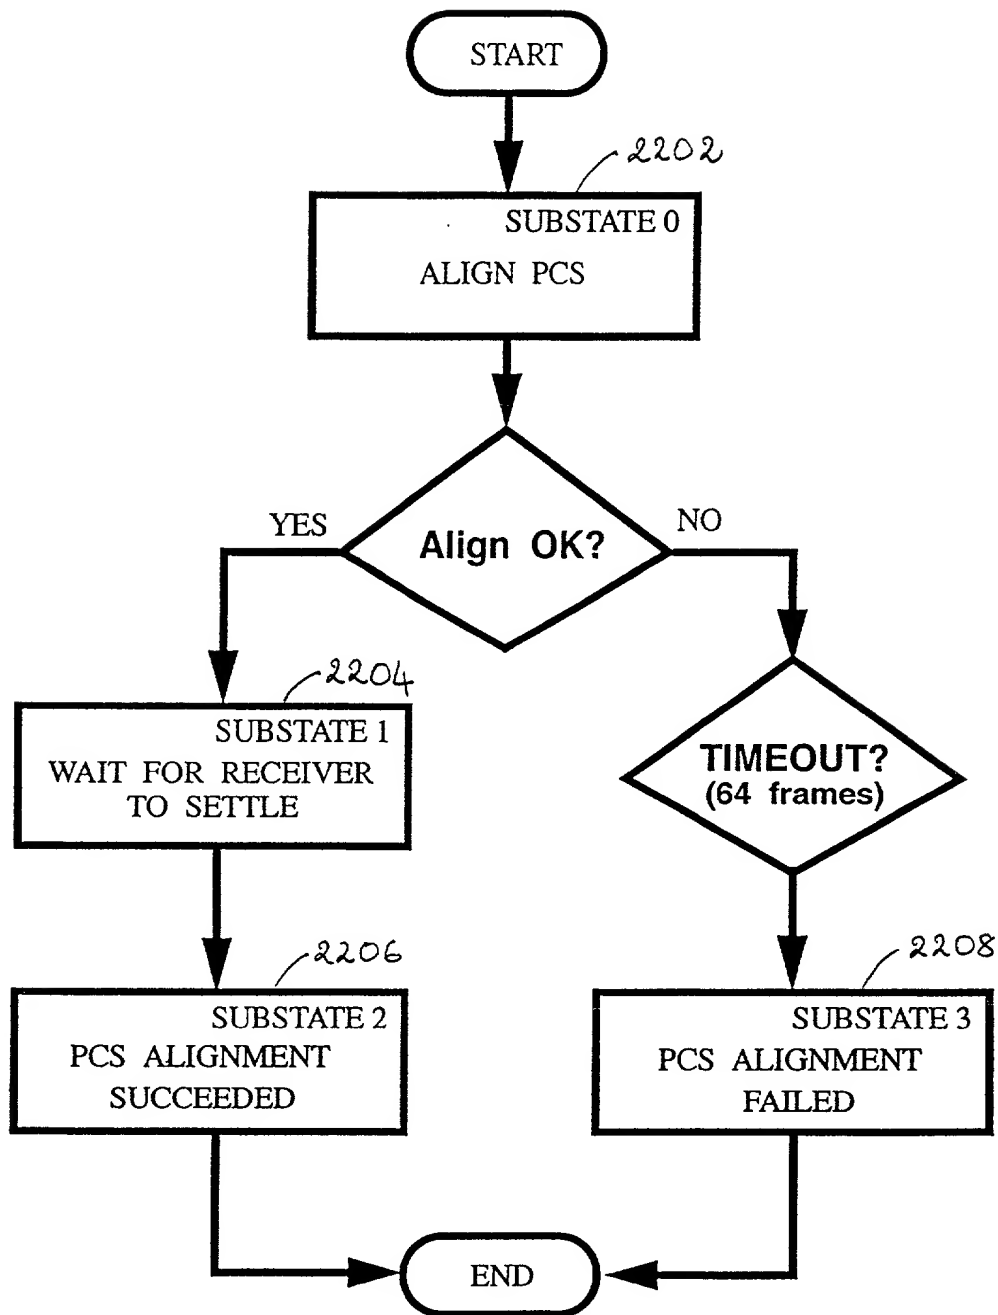 START
2202
SUBSTATE 0
ALIGN PCS
Align OK?
YES
NO
2204
SUBSTATE 1
WAIT FOR RECEIVER
TO SETTLE
TIMEOUT?
(64 frames)
2206
SUBSTATE 2
PCS ALIGNMENT
SUCCEEDED
2208
SUBSTATE 3
PCS ALIGNMENT
FAILED
END